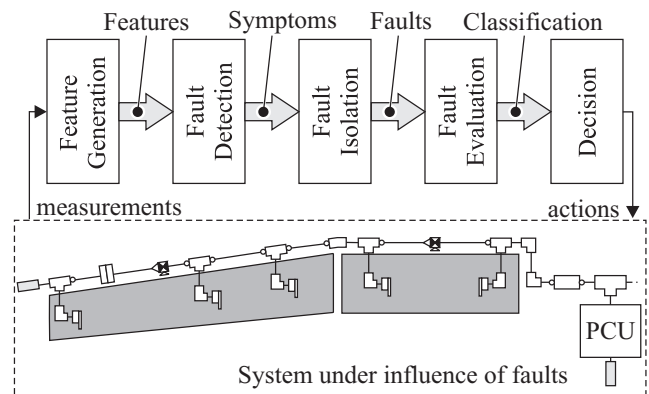 Features
Symptoms
Faults
Classification
Feature
Generation
Fault
Detection
Fault
Isolation
Fault
Evaluation
Decision
measurements
actions
PCU
System under influence of faults